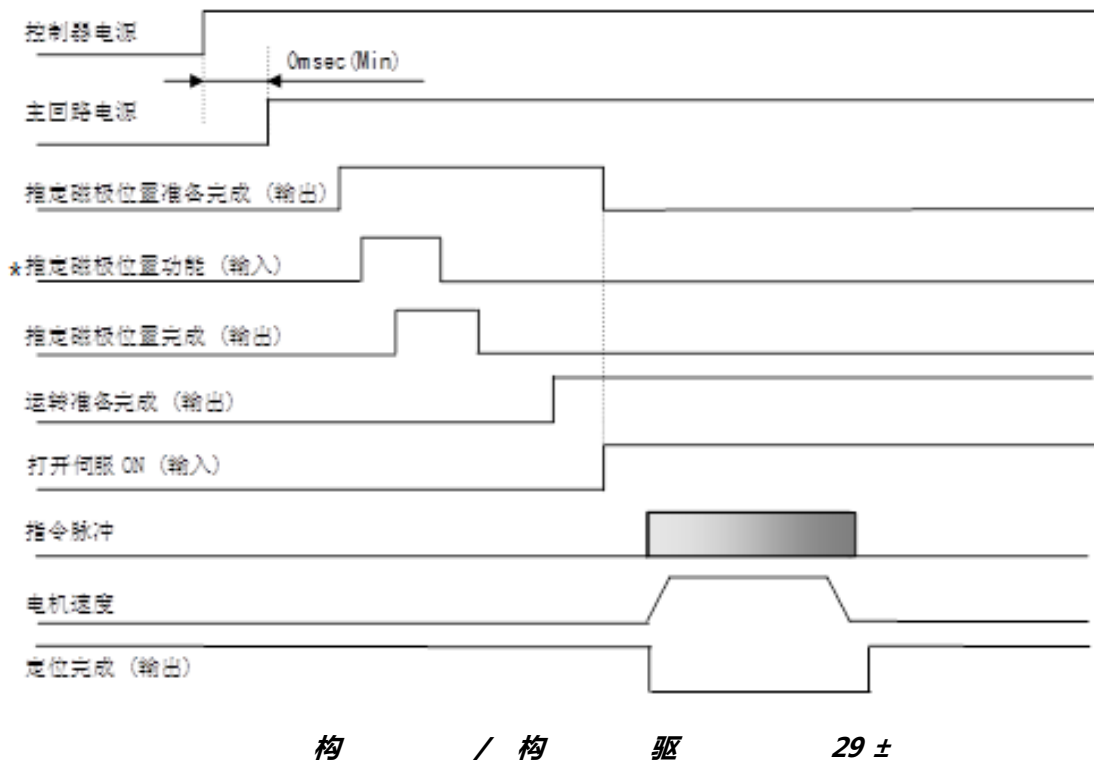 控制器电源
0msec(Min)
主回路电源
推定磁极位置准备完成 (输出)
*推定磁极位置功能 (输入)
推定磁极位置完成 (输出)
运转准备完成 (输出)
打开伺服 ON (输入)
指令脉冲
电机速度
定位完成 (输出)
构 / 构 驱 29 ±